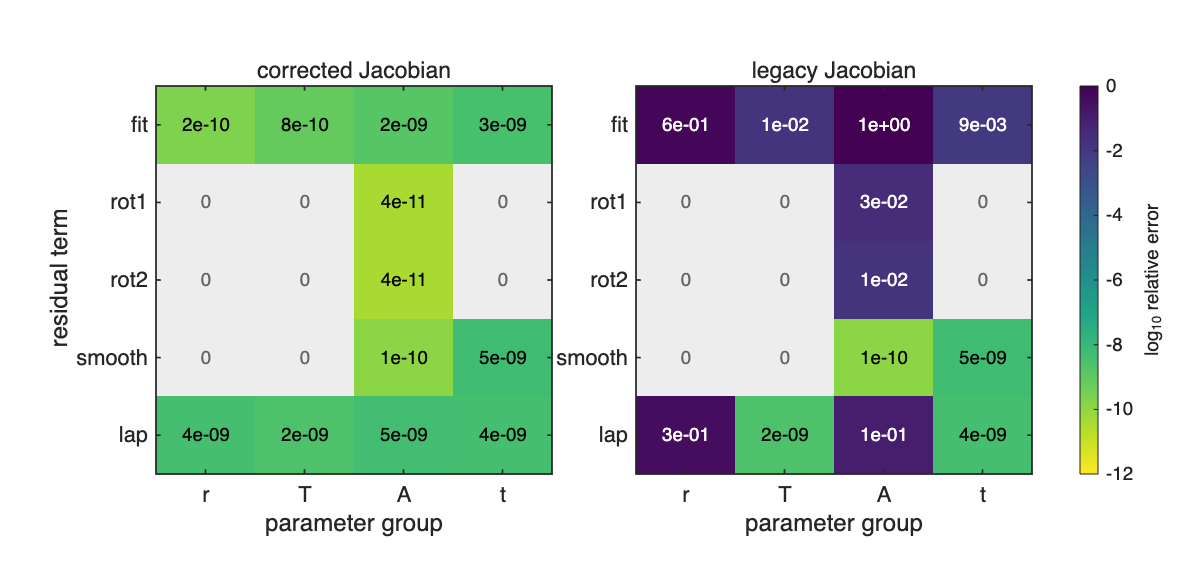 corrected Jacobian
residual term
fit 2e-10 8e-10 2e-09 3e-09
rot1 0 0 4e-11 0
rot2 0 0 4e-11 0
smooth 0 0 1e-10 5e-09
lap 4e-09 2e-09 5e-09 4e-09
r T A t
parameter group
legacy Jacobian
fit 6e-01 1e-02 1e+00 9e-03
rot1 0 0 3e-02 0
rot2 0 0 1e-02 0
smooth 0 0 1e-10 5e-09
lap 3e-01 2e-09 1e-01 4e-09
r T A t
parameter group
0
-2
-4
-6
-8
-10
-12
log₁₀ relative error